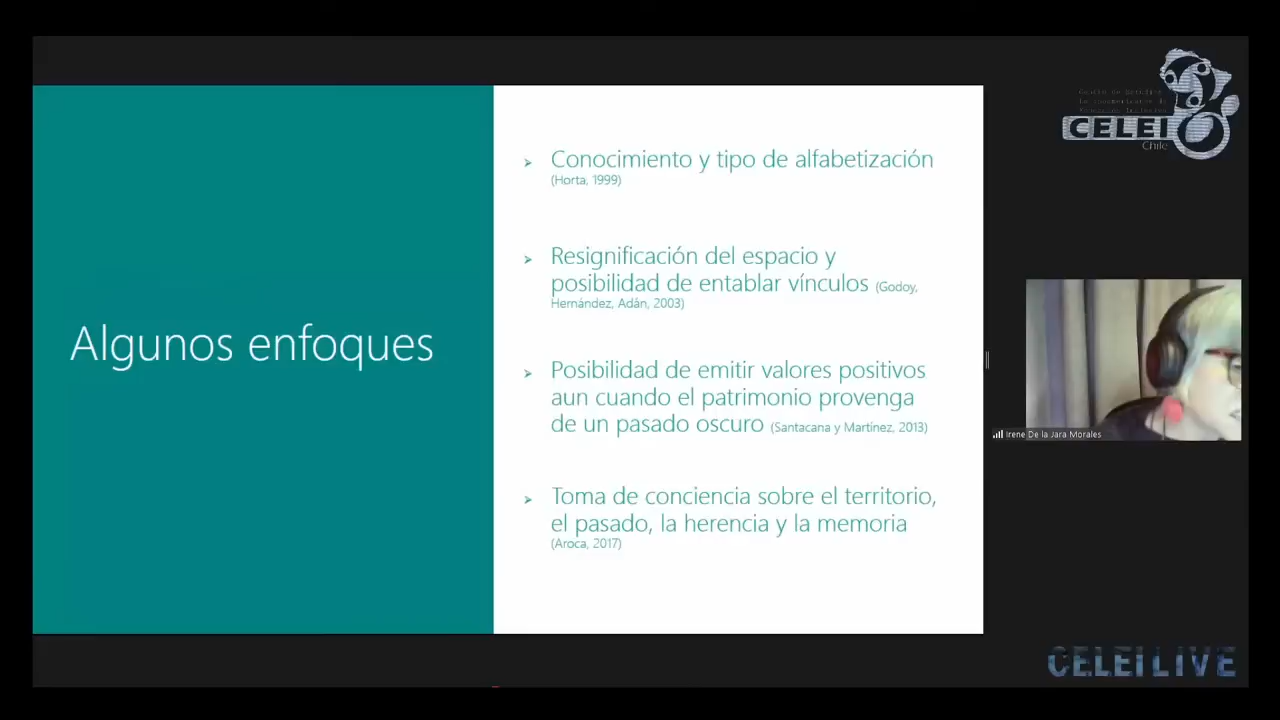 Algunos enfoques
Conocimiento y tipo de alfabetización
(Horta, 1999)
Resignificación del espacio y
posibilidad de entablar vínculos (Godoy,
Hernández, Adán, 2003)
Posibilidad de emitir valores positivos
aun cuando el patrimonio provenga
de un pasado oscuro (Santacana y Martínez, 2013)
Toma de conciencia sobre el territorio,
el pasado, la herencia y la memoria
(Aroca, 2017)
CELEI
Chile
Irene De la Jara Morales
CELEI LIVE